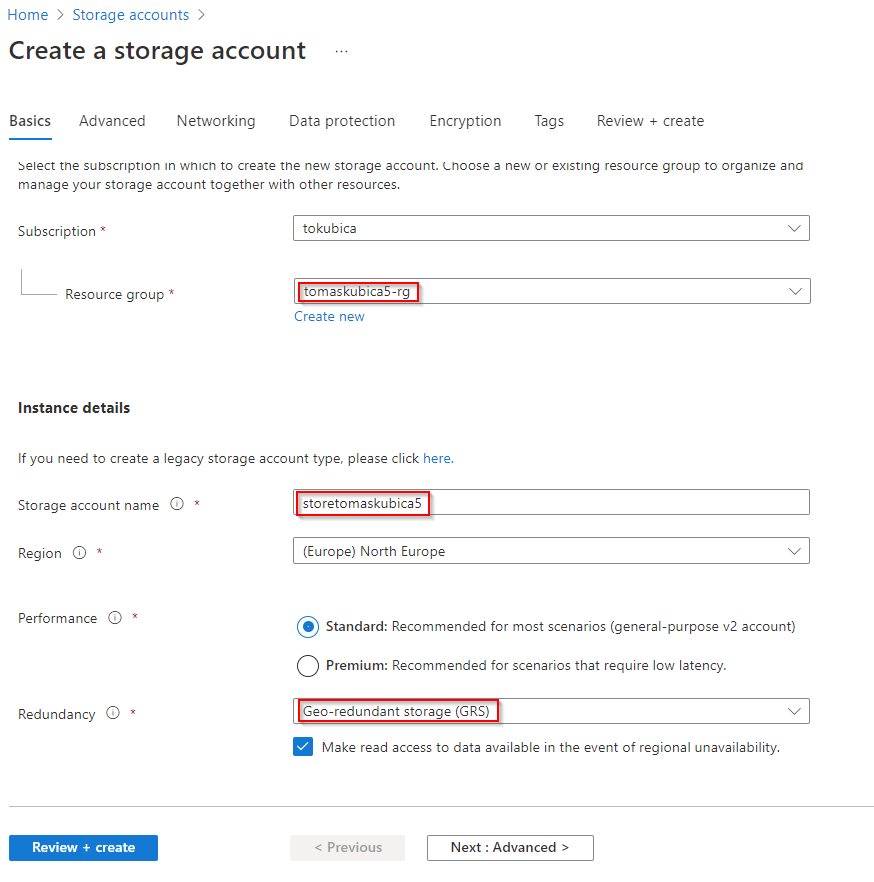 Home > Storage accounts >
Create a storage account ...
Basics Advanced Networking Data protection Encryption Tags Review + create
Select the subscription in which to create the new storage account. Choose a new or existing resource group to organize and
manage your storage account together with other resources.
Subscription * tokubica
Resource group * tomaskubica5-rg
Create new
Instance details
If you need to create a legacy storage account type, please click here.
Storage account name * storetomaskubica5
Region * (Europe) North Europe
Performance * Standard: Recommended for most scenarios (general-purpose v2 account)
Premium: Recommended for scenarios that require low latency.
Redundancy * Geo-redundant storage (GRS)
Make read access to data available in the event of regional unavailability.
Review + create < Previous Next : Advanced >